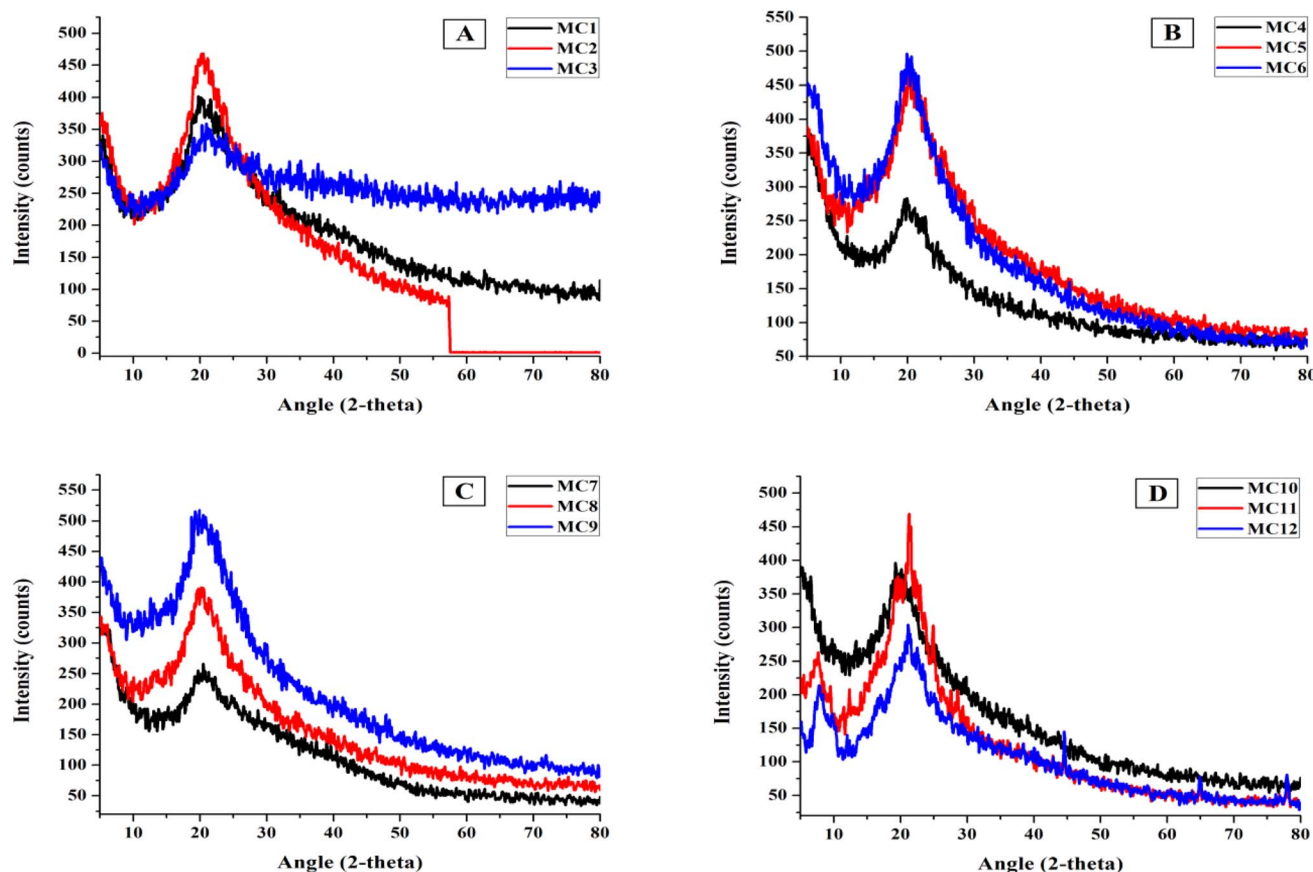 A
MC1
MC2
MC3
500
450
400
350
300
250
200
150
100
50
0
Intensity (counts)
10 20 30 40 50 60 70 80
Angle (2-theta)
B
MC4
MC5
MC6
550
500
450
400
350
300
250
200
150
100
50
Intensity (counts)
10 20 30 40 50 60 70 80
Angle (2-theta)
C
MC7
MC8
MC9
550
500
450
400
350
300
250
200
150
100
50
Intensity (counts)
10 20 30 40 50 60 70 80
Angle (2-theta)
D
MC10
MC11
MC12
500
450
400
350
300
250
200
150
100
50
Intensity (counts)
10 20 30 40 50 60 70 80
Angle (2-theta)